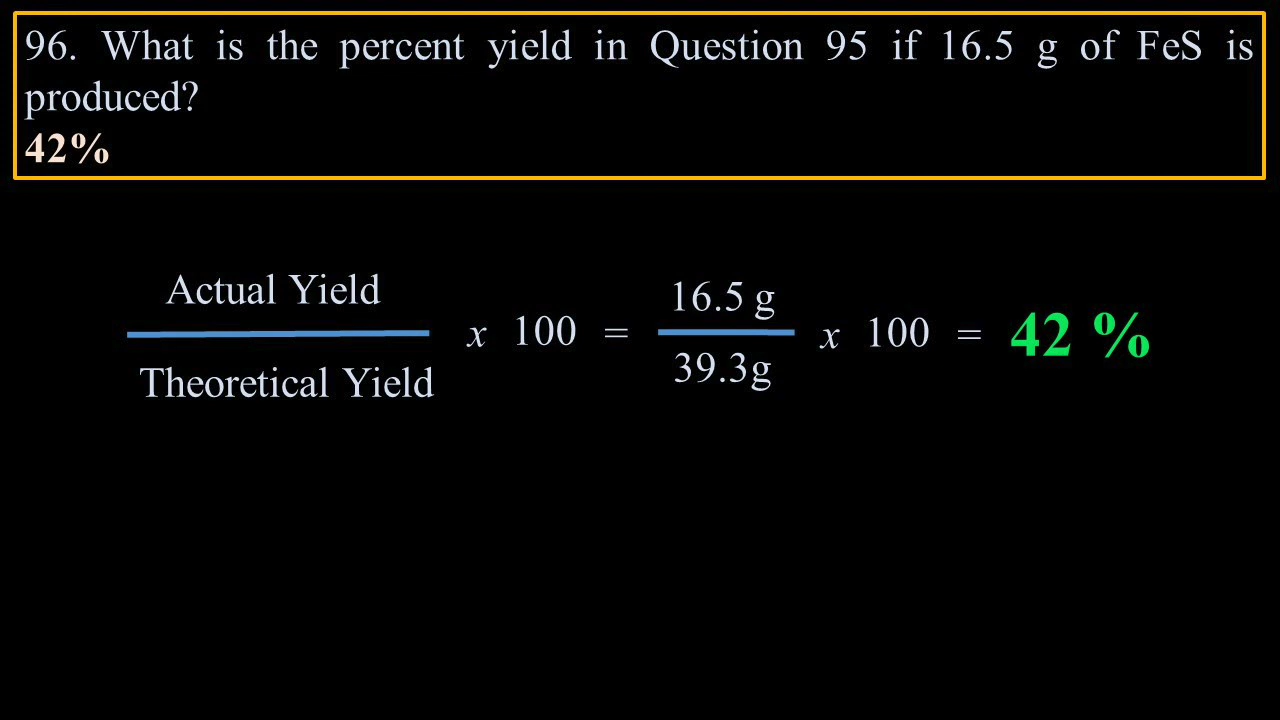 96. What is the percent yield in Question 95 if 16.5 g of FeS is
produced?
42%
Actual Yield
Theoretical Yield
x 100 =
16.5 g
39.3g
x 100 =
42 %